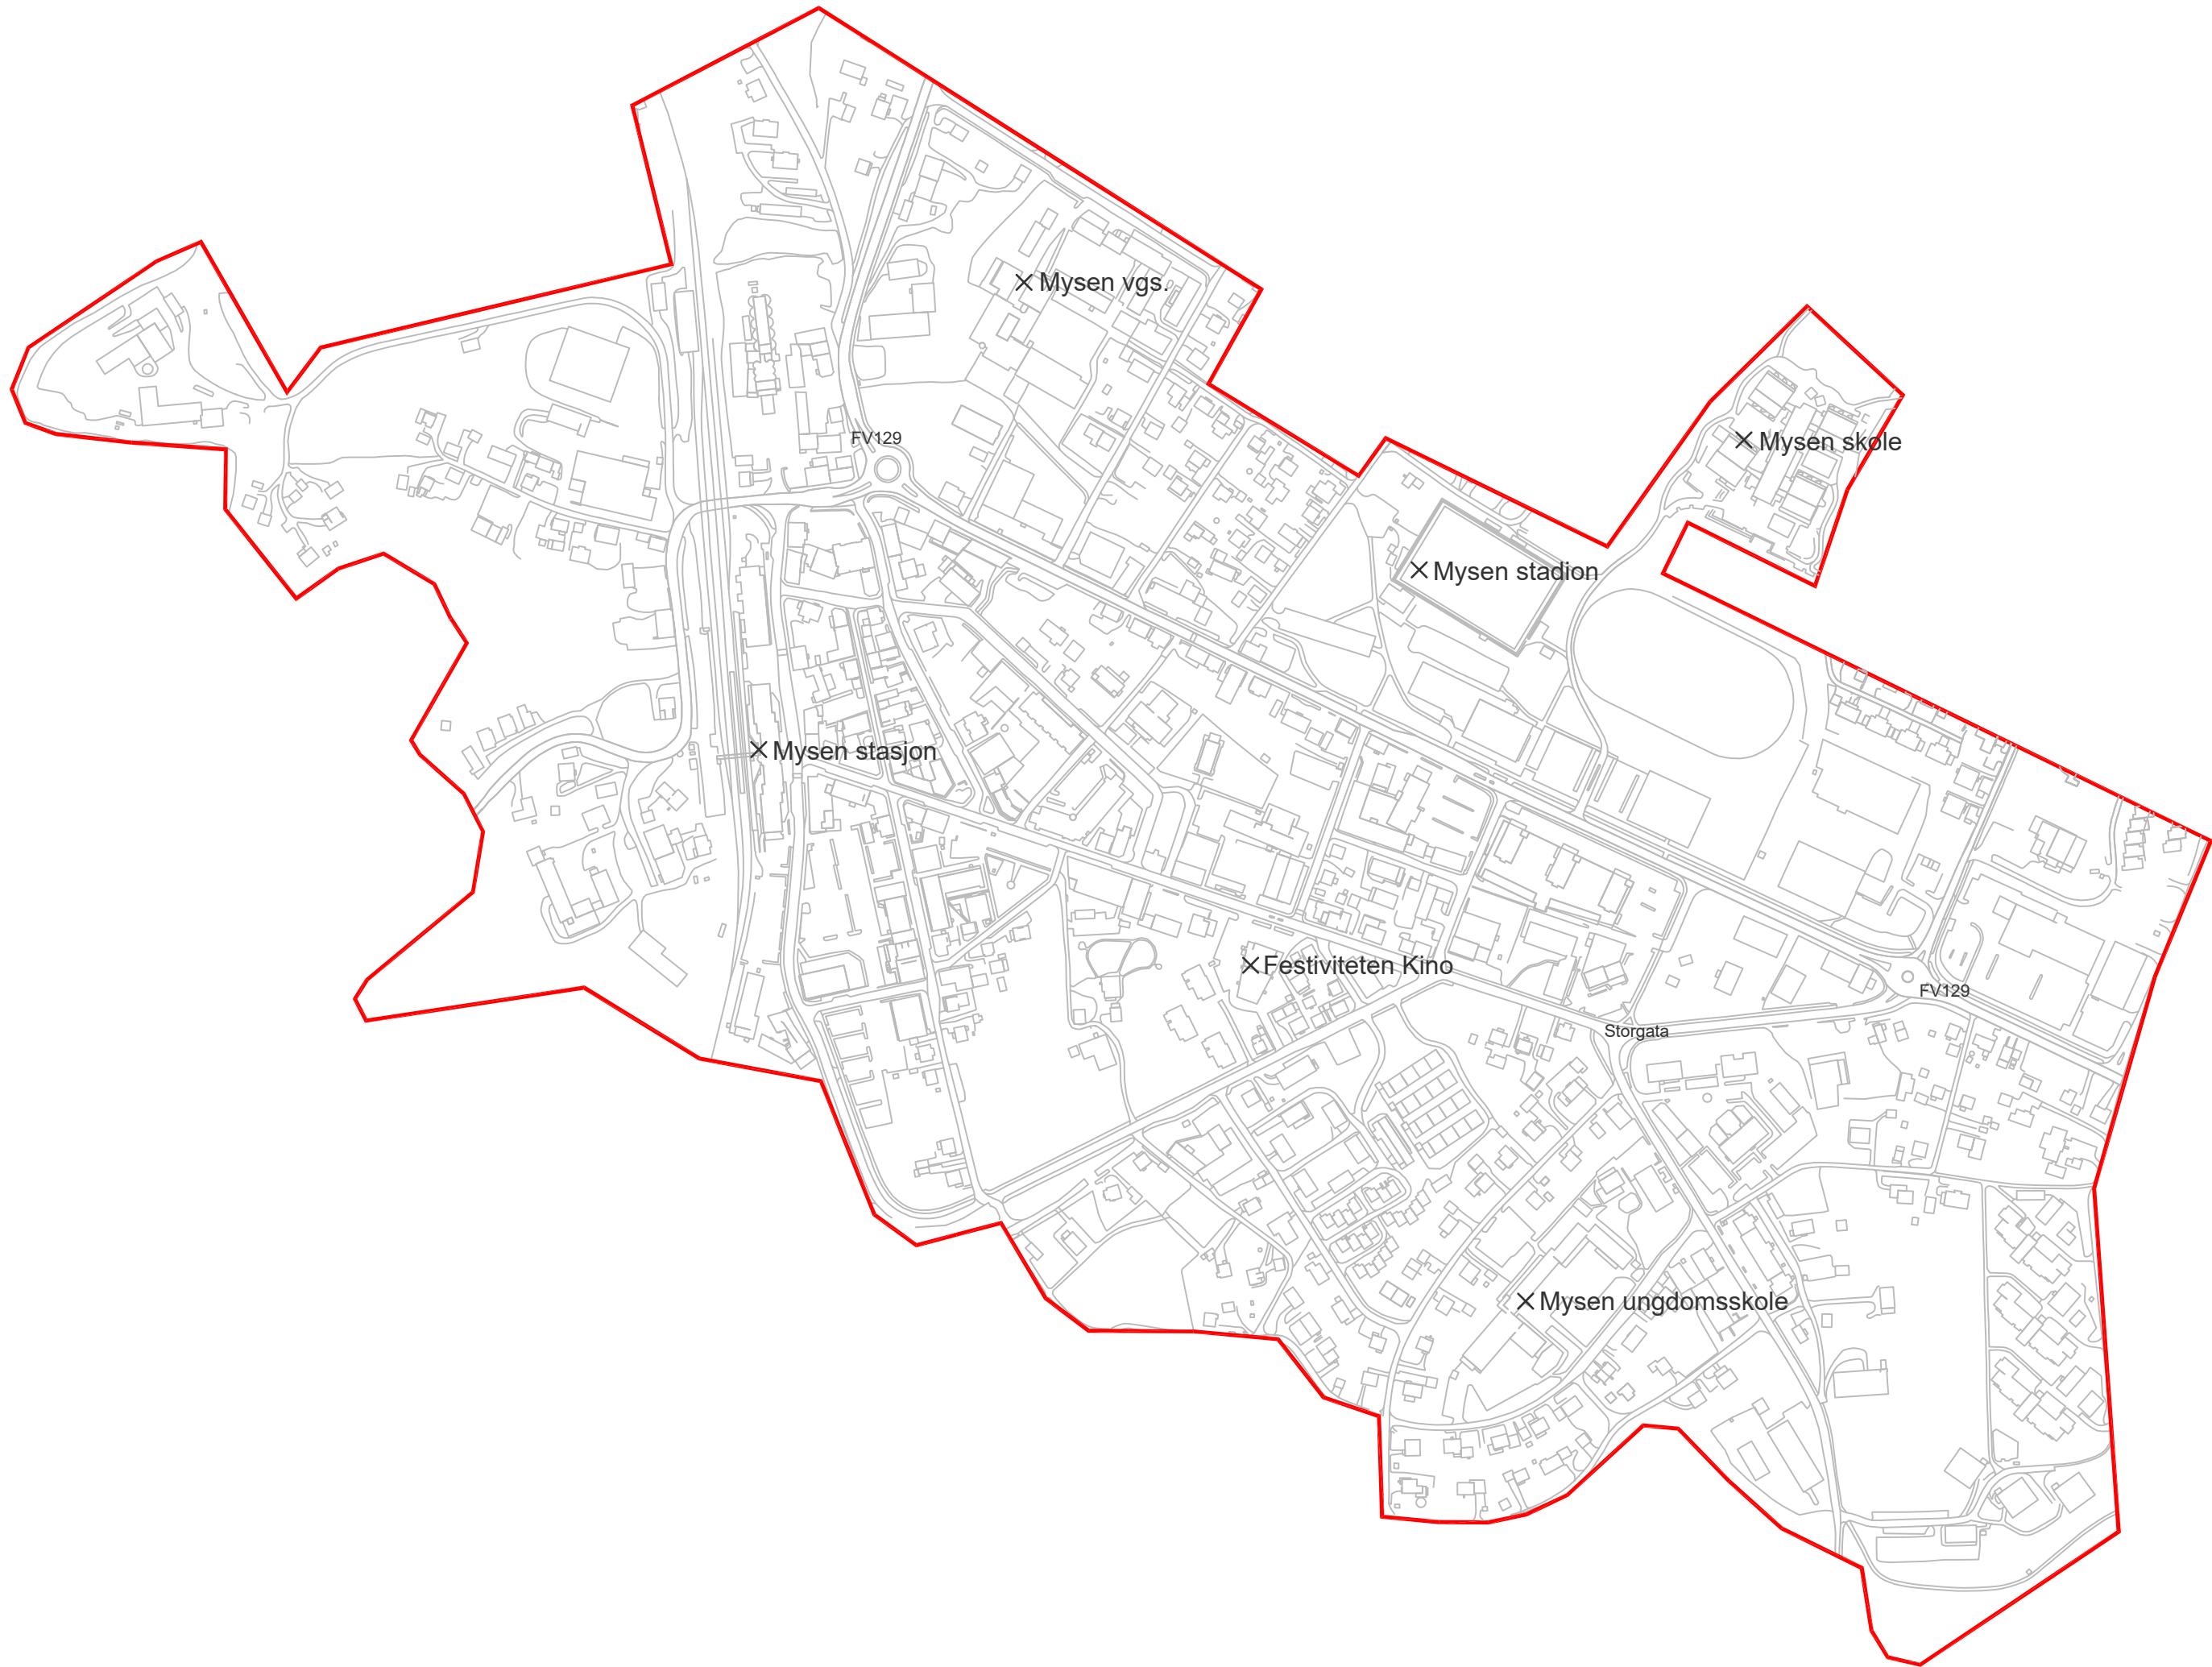 Mysen vgs.
FV129
Mysen skole
Mysen stadion
Mysen stasjon
Festiviteten Kino
FV129
Storgata
Mysen ungdomsskole